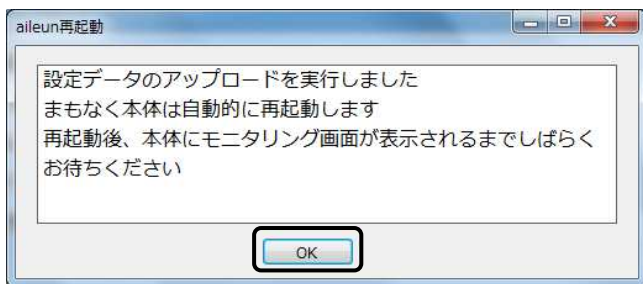 aileun再起動
設定データのアップロードを実行しました
まもなく本体は自動的に再起動します
再起動後、本体にモニタリング画面が表示されるまでしばらく
お待ちください
OK